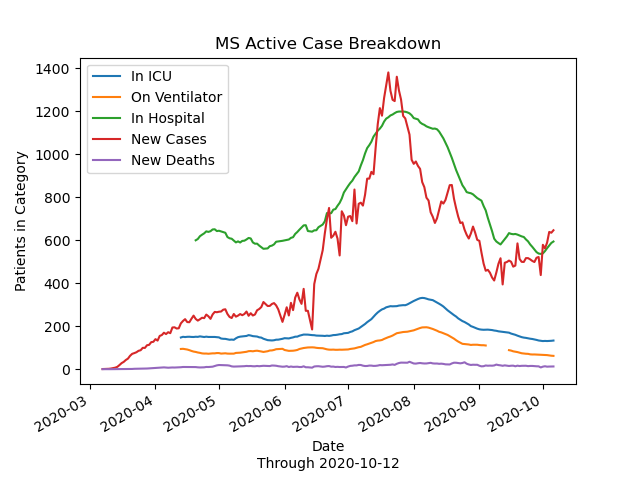 MS Active Case Breakdown
1400
1200
1000
800
600
400
200
0
Patients in Category
In ICU
On Ventilator
In Hospital
New Cases
New Deaths
2020-03
2020-04
2020-05
2020-06
2020-07
2020-08
2020-09
2020-10
Date
Through 2020-10-12